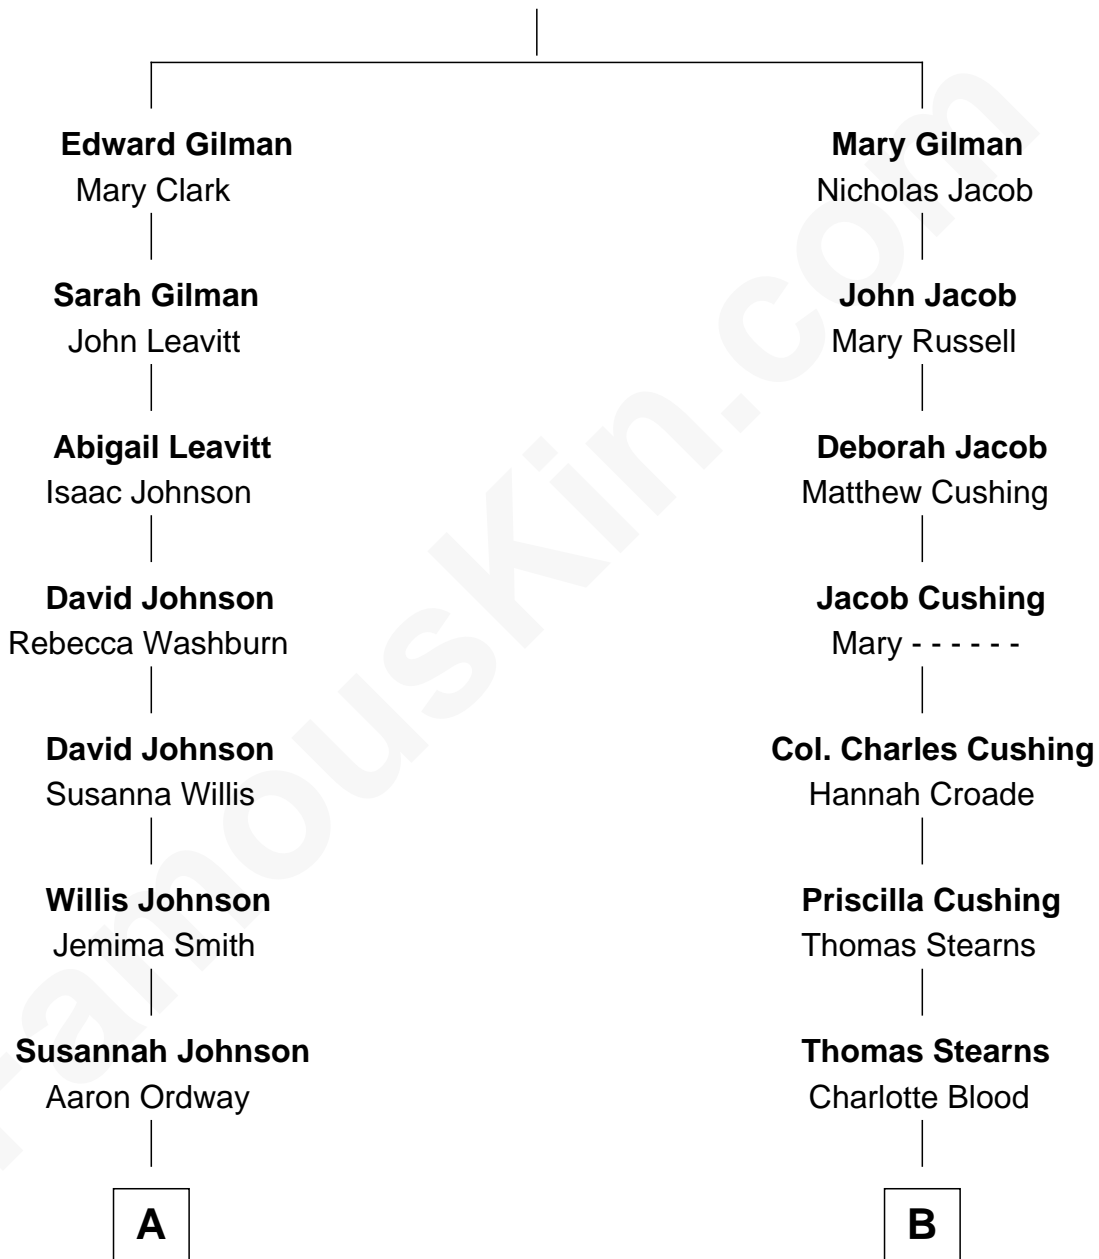 Edward Gilman
Mary Clark
Sarah Gilman
John Leavitt
Abigail Leavitt
Isaac Johnson
David Johnson
Rebecca Washburn
David Johnson
Susanna Willis
Willis Johnson
Jemima Smith
Susannah Johnson
Aaron Ordway
A
Mary Gilman
Nicholas Jacob
John Jacob
Mary Russell
Deborah Jacob
Matthew Cushing
Jacob Cushing
Mary - - - - - -
Col. Charles Cushing
Hannah Croade
Priscilla Cushing
Thomas Stearns
Thomas Stearns
Charlotte Blood
B
FamousKin.com